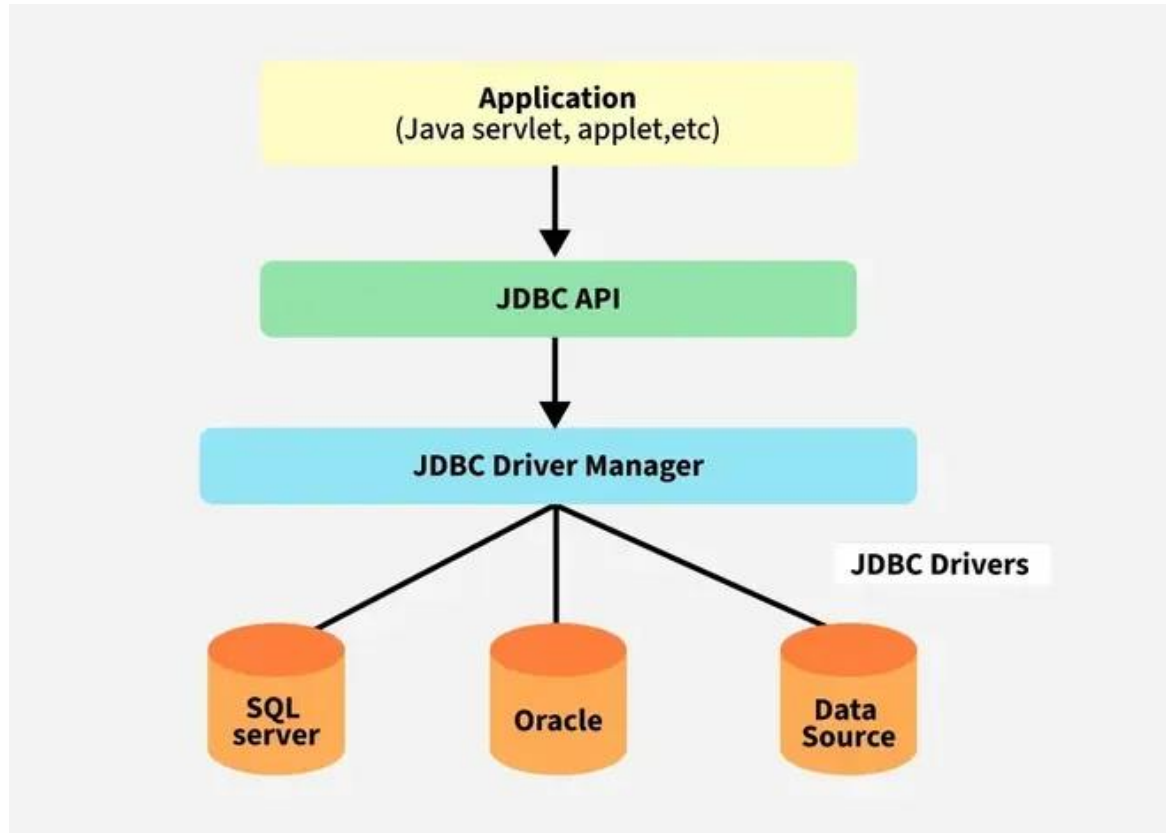 Application
(Java servlet, applet,etc)
JDBC API
JDBC Driver Manager
JDBC Drivers
SQL
server
Oracle
Data
Source